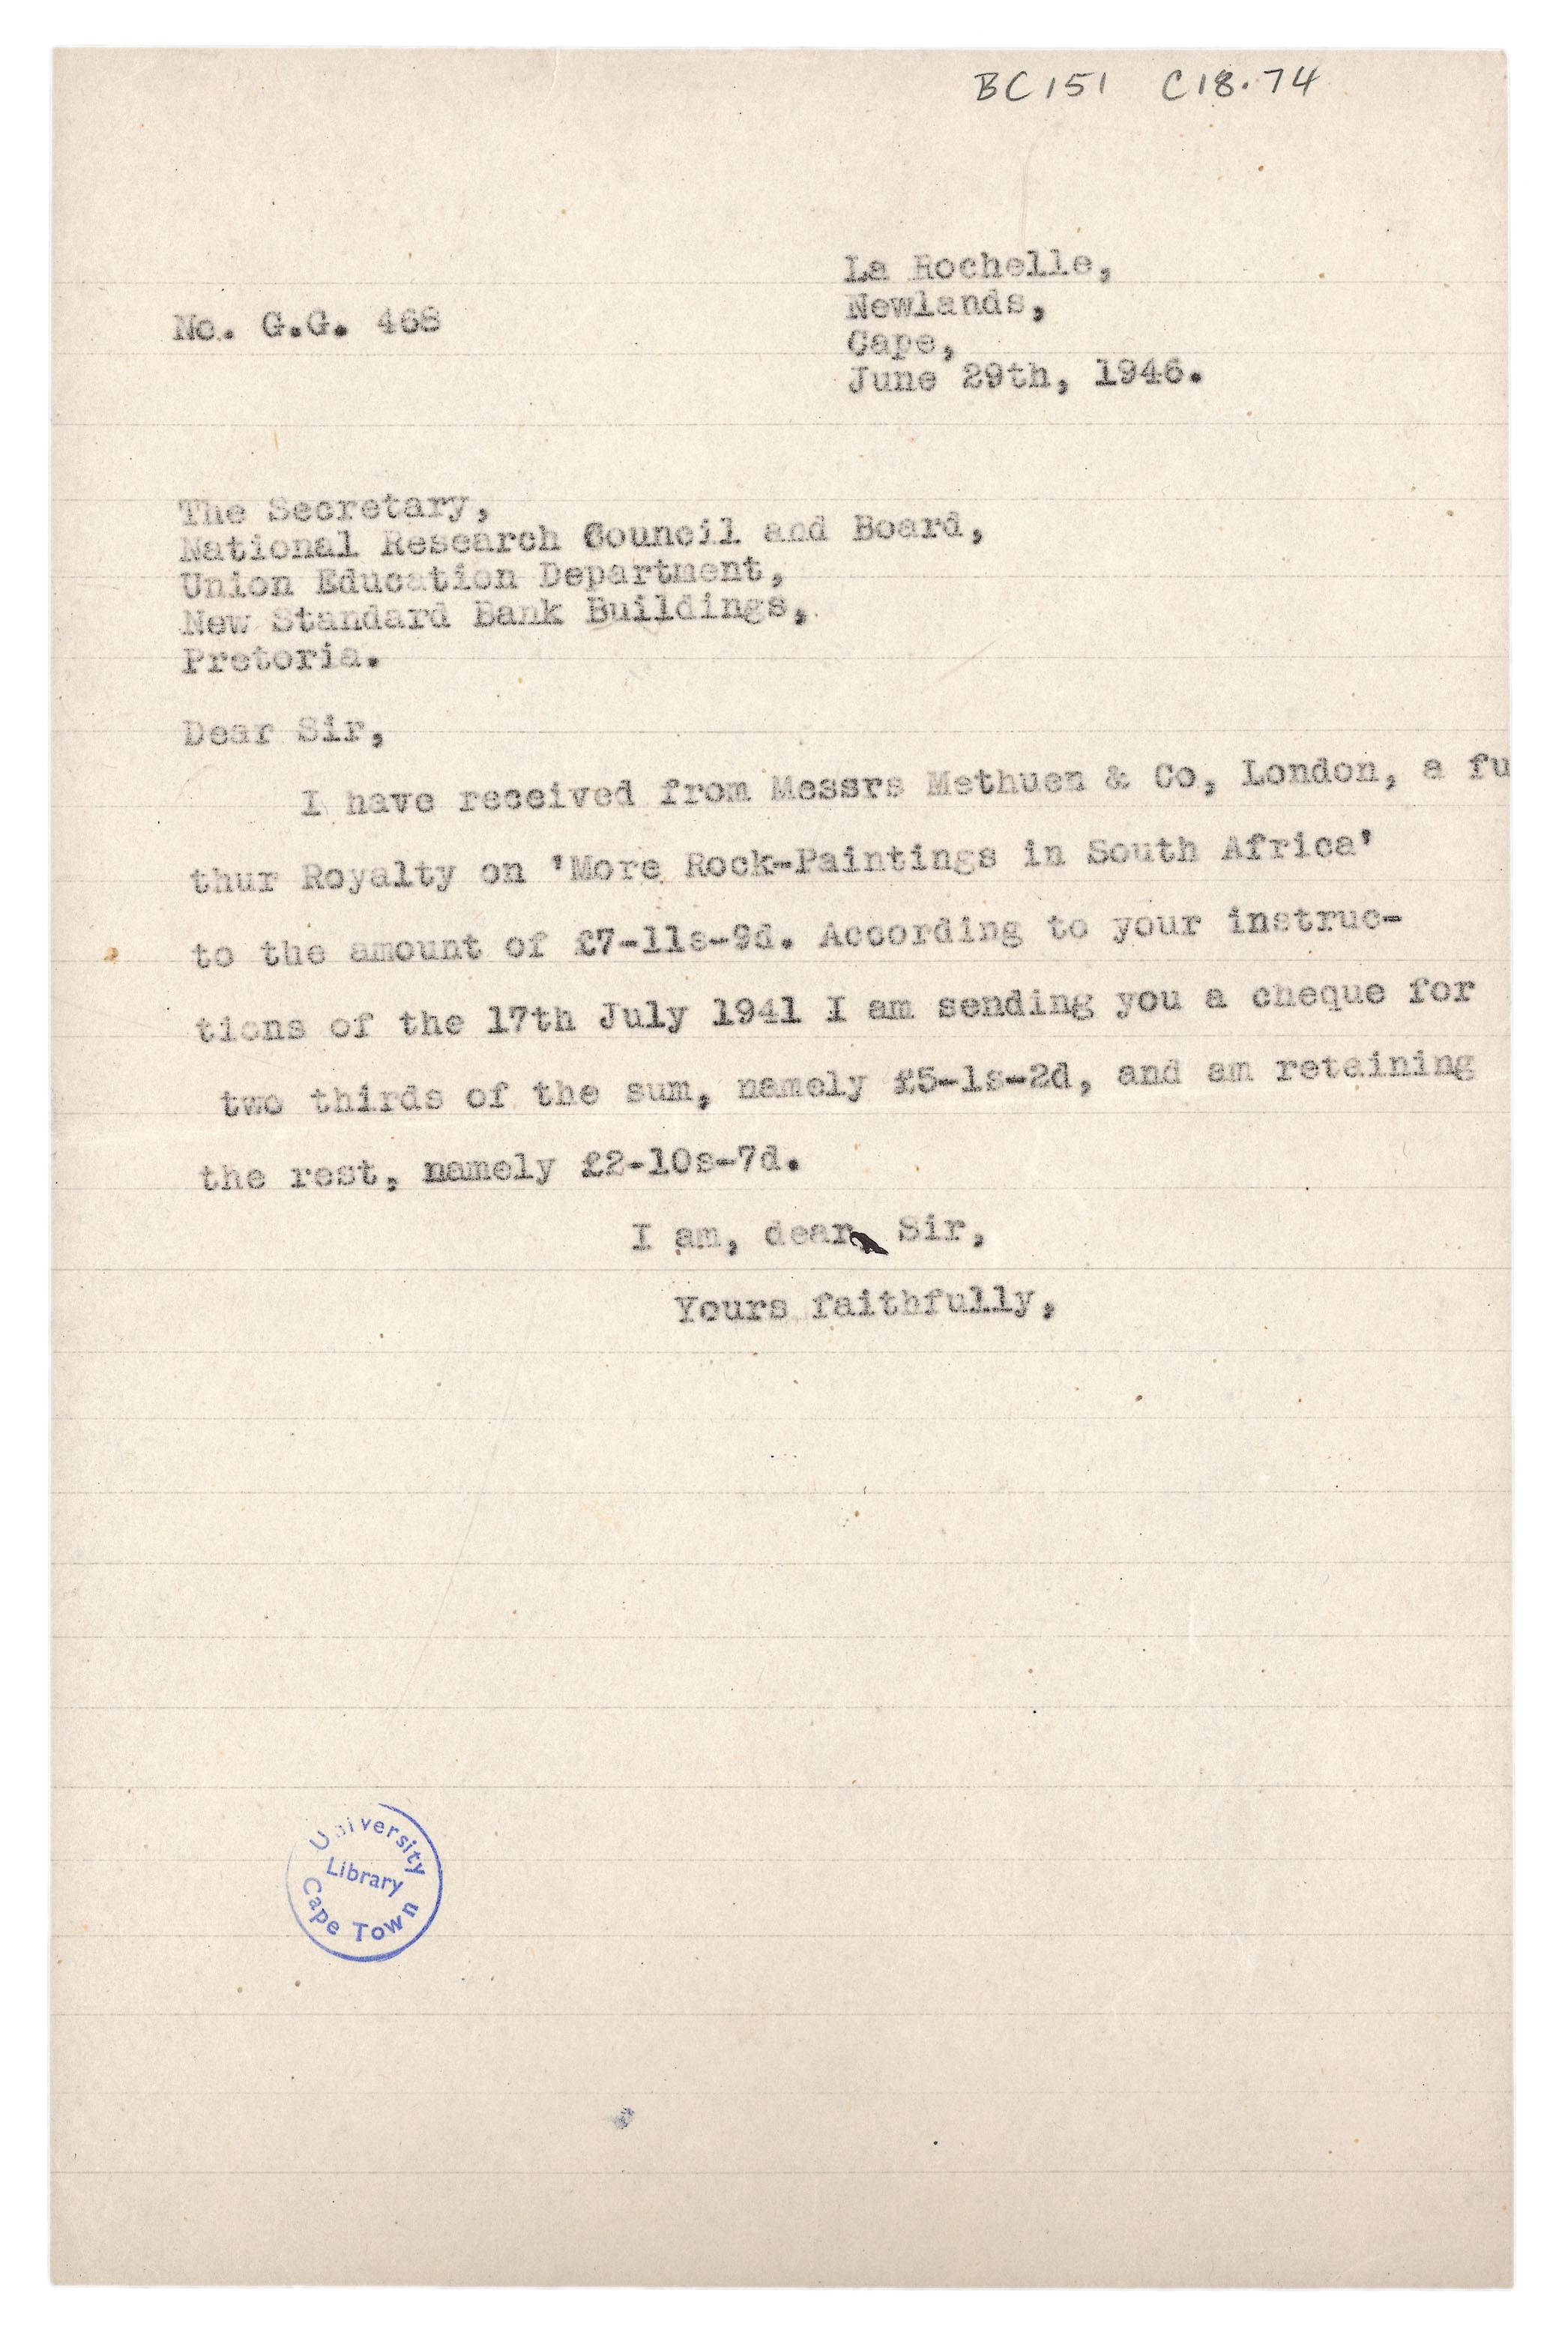 BC151 C18.74
La Rochelle,
Newlands,
No. G.G. 468
Cape,
June 29th, 1946.
The Secretary,
National Research Council and Board,
Union Education Department,
New Standard Bank Buildings,
Pretoria.
Dear Sir,
I have received from Messrs Methuen & Co, London, a fu
thur Royalty on 'More Rock-Paintings in South Africa'
to the amount of £7-11s-9d. According to your instruc-
tions of the 17th July 1941 I am sending you a cheque for
two thirds of the sum, namely £5-1s-2d, and am retaining
the rest, namely £2-10s-7d.
I am, dear Sir,
Yours faithfully,
University
Library
Cape Town